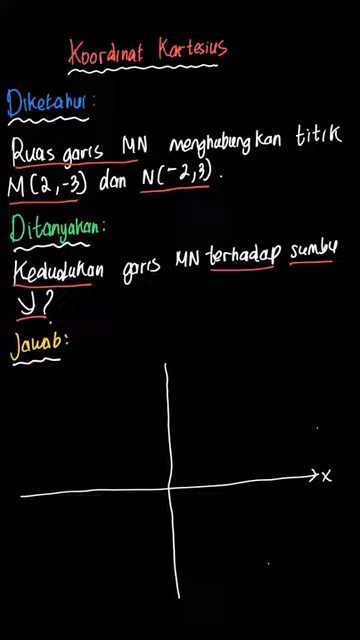 Koordinat Kartesius
Diketahui:
Ruas garis MN menghubungkan titik
M(2,-3) dan N(-2,3).
Ditanyakan:
Kedudukan garis MN terhadap sumbu
y?
Jawab:
x